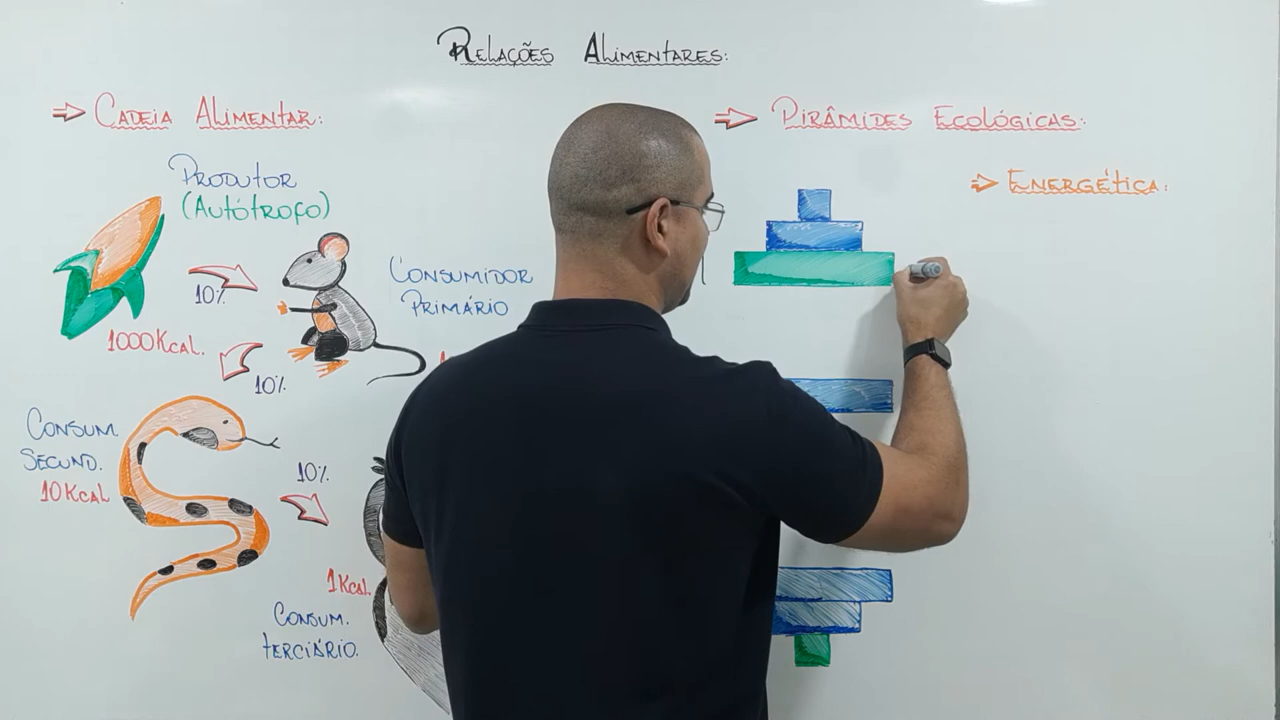 Relações Alimentares:
⇨ Cadeia Alimentar:
Produtor
(Autótrofo)
10%
Consumidor
Primário
1000 Kcal.
10%
Consum.
Secund.
10 Kcal
10%
1 Kcal
Consum.
terciário.
⇨ Pirâmides Ecológicas:
⇨ Energética: